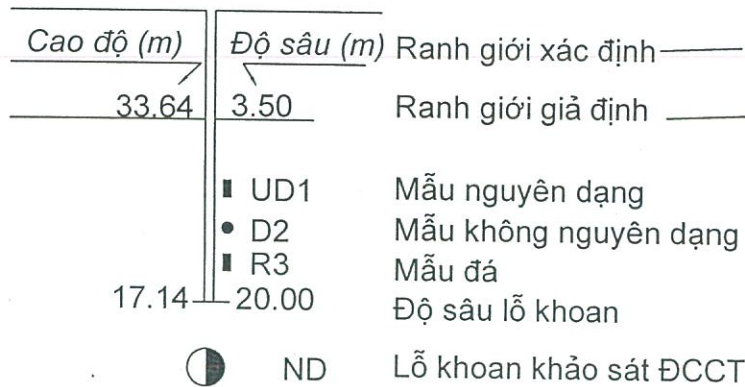 Cao độ (m) Độ sâu (m) Ranh giới xác định
33.64 3.50 Ranh giới giả định
UD1 Mẫu nguyên dạng
D2 Mẫu không nguyên dạng
R3 Mẫu đá
17.14 20.00 Độ sâu lỗ khoan
ND Lỗ khoan khảo sát ĐCCT